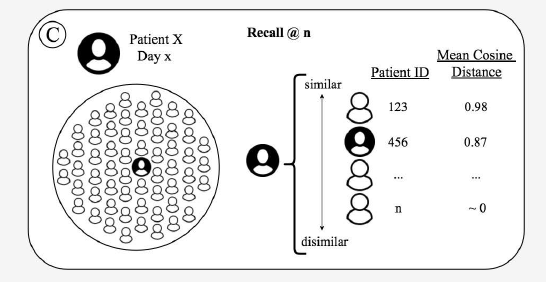 C
Patient X
Day x
Recall @ n
similar
disimilar
Patient ID
Mean Cosine
Distance
123 0.98
456 0.87
... ...
n ~ 0